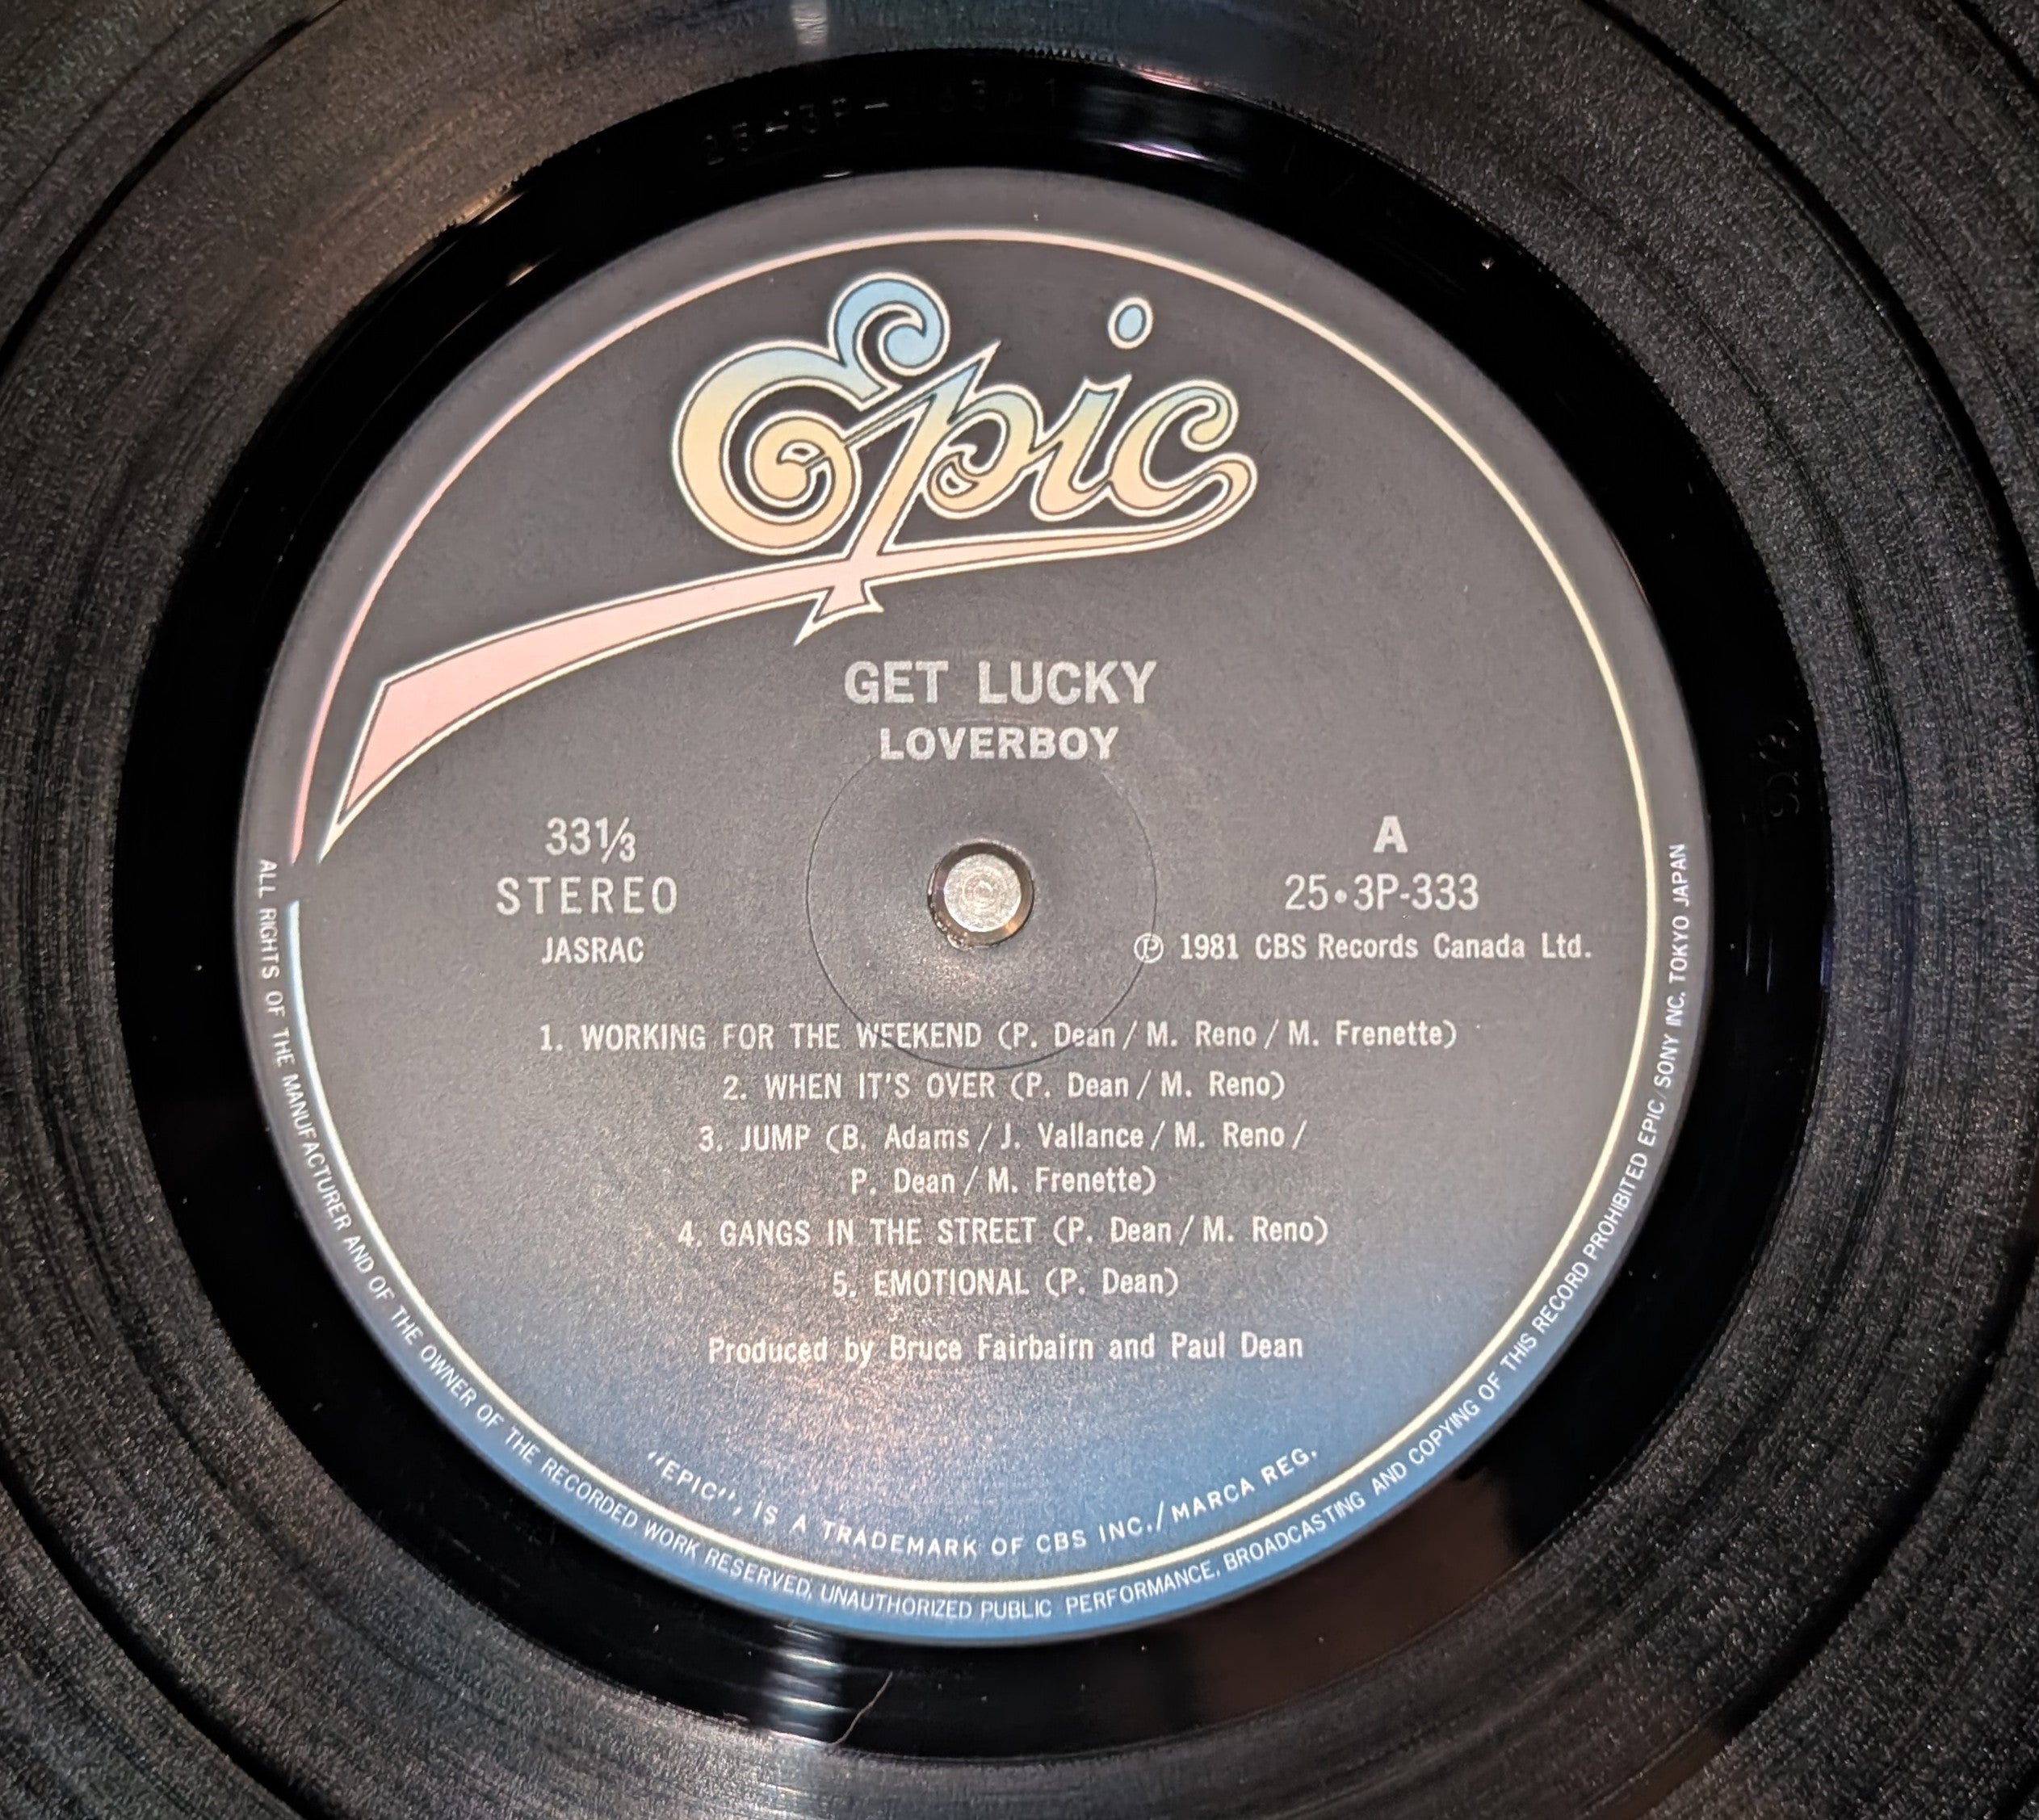 Epic
GET LUCKY
LOVERBOY
33⅓
STEREO
JASRAC
A
25•3P-333
Ⓟ 1981 CBS Records Canada Ltd.
1. WORKING FOR THE WEEKEND (P. Dean / M. Reno / M. Frenette)
2. WHEN IT'S OVER (P. Dean / M. Reno)
3. JUMP (B. Adams / J. Vallance / M. Reno /
P. Dean / M. Frenette)
4. GANGS IN THE STREET (P. Dean / M. Reno)
5. EMOTIONAL (P. Dean)
Produced by Bruce Fairbairn and Paul Dean
"EPIC", IS A TRADEMARK OF CBS INC./MARCA REG.
ALL RIGHTS OF THE MANUFACTURER AND OF THE OWNER OF THE RECORDED WORK RESERVED, UNAUTHORIZED PUBLIC PERFORMANCE, BROADCASTING AND COPYING OF THIS RECORD PROHIBITED EPIC/SONY INC. TOKYO JAPAN